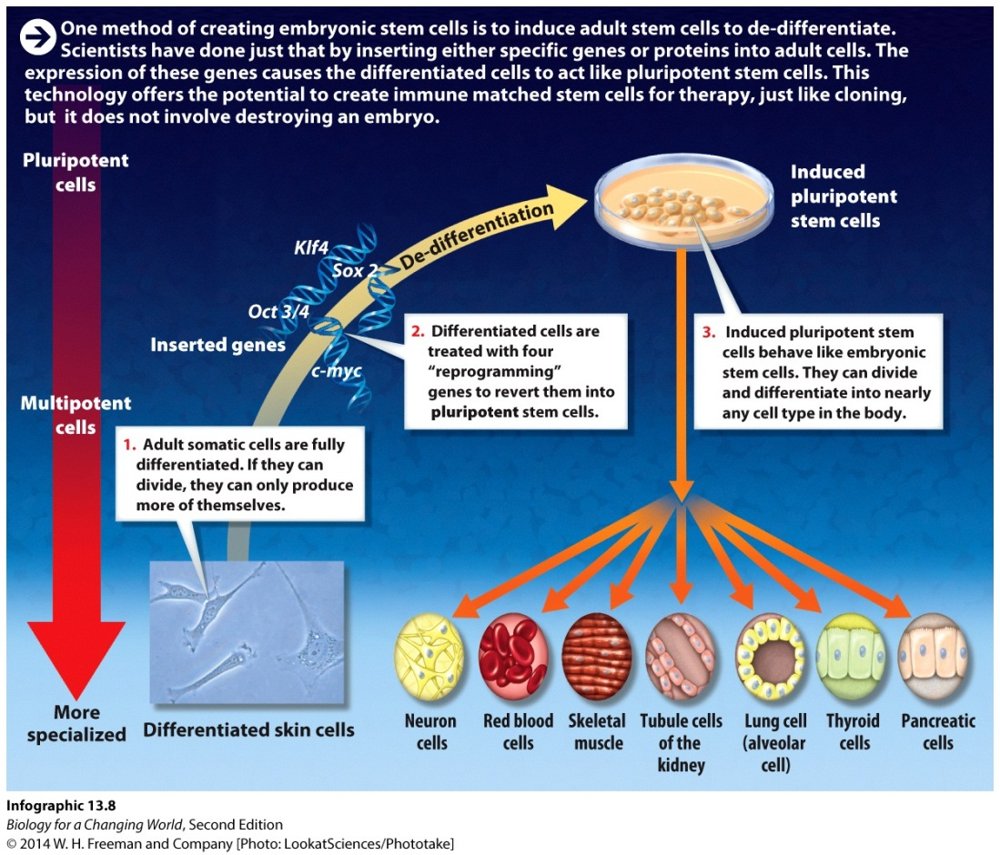 One method of creating embryonic stem cells is to induce adult stem cells to de-differentiate.
Scientists have done just that by inserting either specific genes or proteins into adult cells. The
expression of these genes causes the differentiated cells to act like pluripotent stem cells. This
technology offers the potential to create immune matched stem cells for therapy, just like cloning,
but it does not involve destroying an embryo.
Pluripotent
cells
Multipotent
cells
More
specialized
1. Adult somatic cells are fully
differentiated. If they can
divide, they can only produce
more of themselves.
Differentiated skin cells
Klf4
Sox 2
Oct 3/4
c-myc
Inserted genes
De-differentiation
2. Differentiated cells are
treated with four
“reprogramming”
genes to revert them into
pluripotent stem cells.
Induced
pluripotent
stem cells
3. Induced pluripotent stem
cells behave like embryonic
stem cells. They can divide
and differentiate into nearly
any cell type in the body.
Neuron
cells
Red blood
cells
Skeletal
muscle
Tubule cells
of the
kidney
Lung cell
(alveolar
cell)
Thyroid
cells
Pancreatic
cells
Infographic 13.8
Biology for a Changing World, Second Edition
© 2014 W. H. Freeman and Company [Photo: LookatSciences/Phototake]